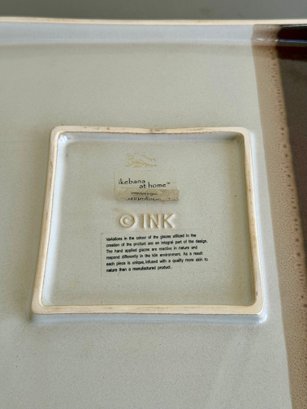 ikebana
at home™
© INK
Variations in the colour of the glazes utilized in the
creation of the product are an integral part of the design.
The hand applied glazes are reactive in nature and
respond differently in the kiln environment. As a result
each piece is unique, infused with a quality more akin to
nature than a manufactured product.